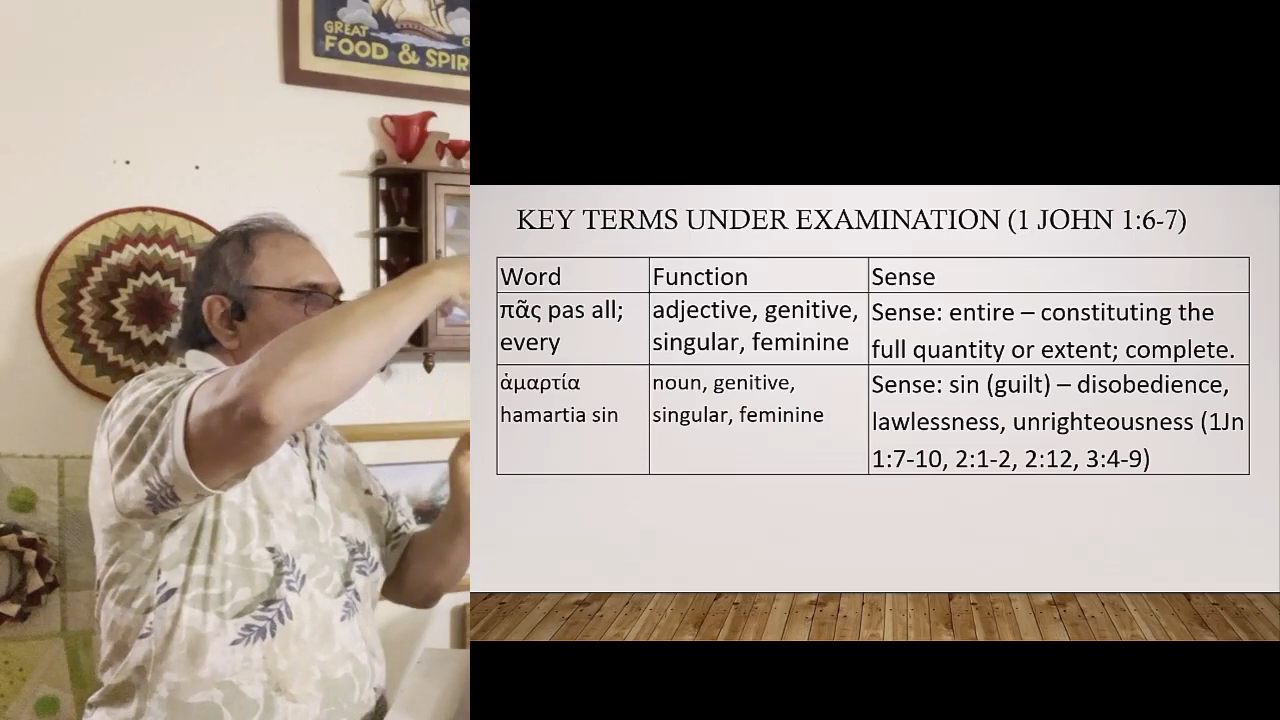 GREAT
FOOD & SPIR
KEY TERMS UNDER EXAMINATION (1 JOHN 1:6-7)
Word
Function
Sense
πᾶς pas all;
every
adjective, genitive,
singular, feminine
Sense: entire – constituting the
full quantity or extent; complete.
ἁμαρτία
hamartia sin
noun, genitive,
singular, feminine
Sense: sin (guilt) – disobedience,
lawlessness, unrighteousness (1Jn
1:7-10, 2:1-2, 2:12, 3:4-9)